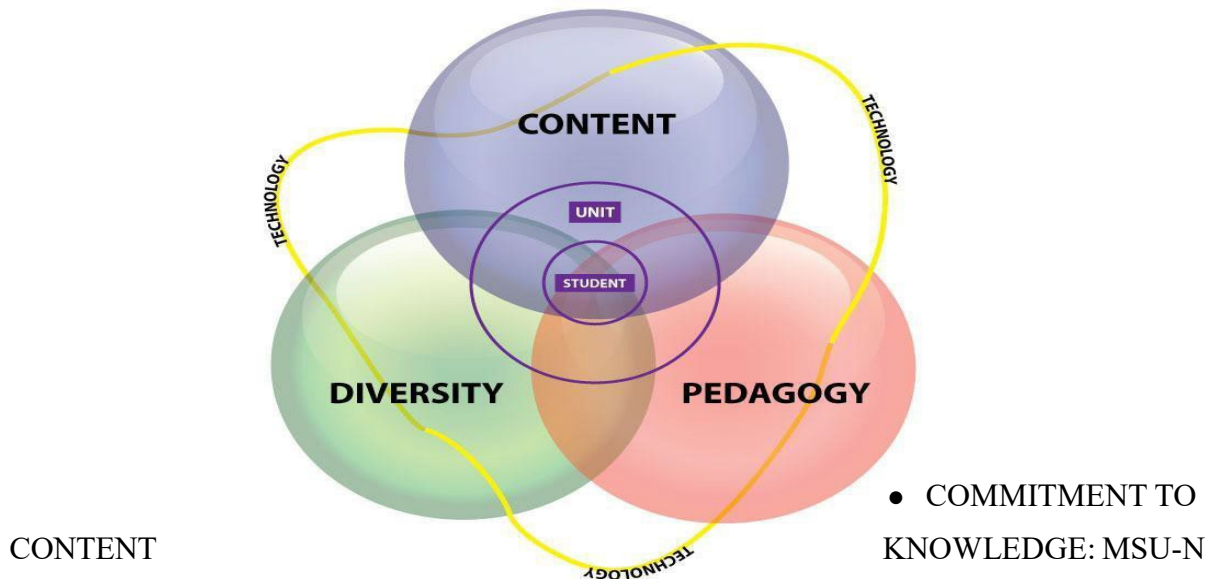 CONTENT
TECHNOLOGY
TECHNOLOGY
UNIT
STUDENT
DIVERSITY
PEDAGOGY
TECHNOLOGY
● COMMITMENT TO
CONTENT KNOWLEDGE: MSU-N